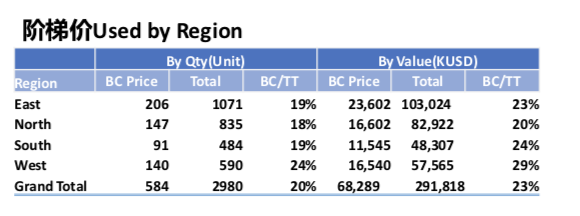 阶梯价Used by Region
By Qty(Unit) By Value(KUSD)
Region BC Price Total BC/TT BC Price Total BC/TT
East 206 1071 19% 23,602 103,024 23%
North 147 835 18% 16,602 82,922 20%
South 91 484 19% 11,545 48,307 24%
West 140 590 24% 16,540 57,565 29%
Grand Total 584 2980 20% 68,289 291,818 23%